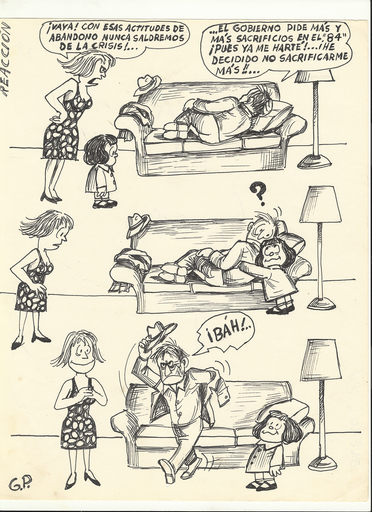 REACCIÓN
¡VAYA! CON ESAS ACTITUDES DE
ABANDONO NUNCA SALDREMOS
DE LA CRISIS!...
...EL GOBIERNO PIDE MÁS Y
MÁS SACRIFICIOS EN EL "84"
¡PUES YA ME HARTÉ!...¡HE
DECIDIDO NO SACRIFICARME
MÁS!!...
?
¡BÁH!..
G.P.